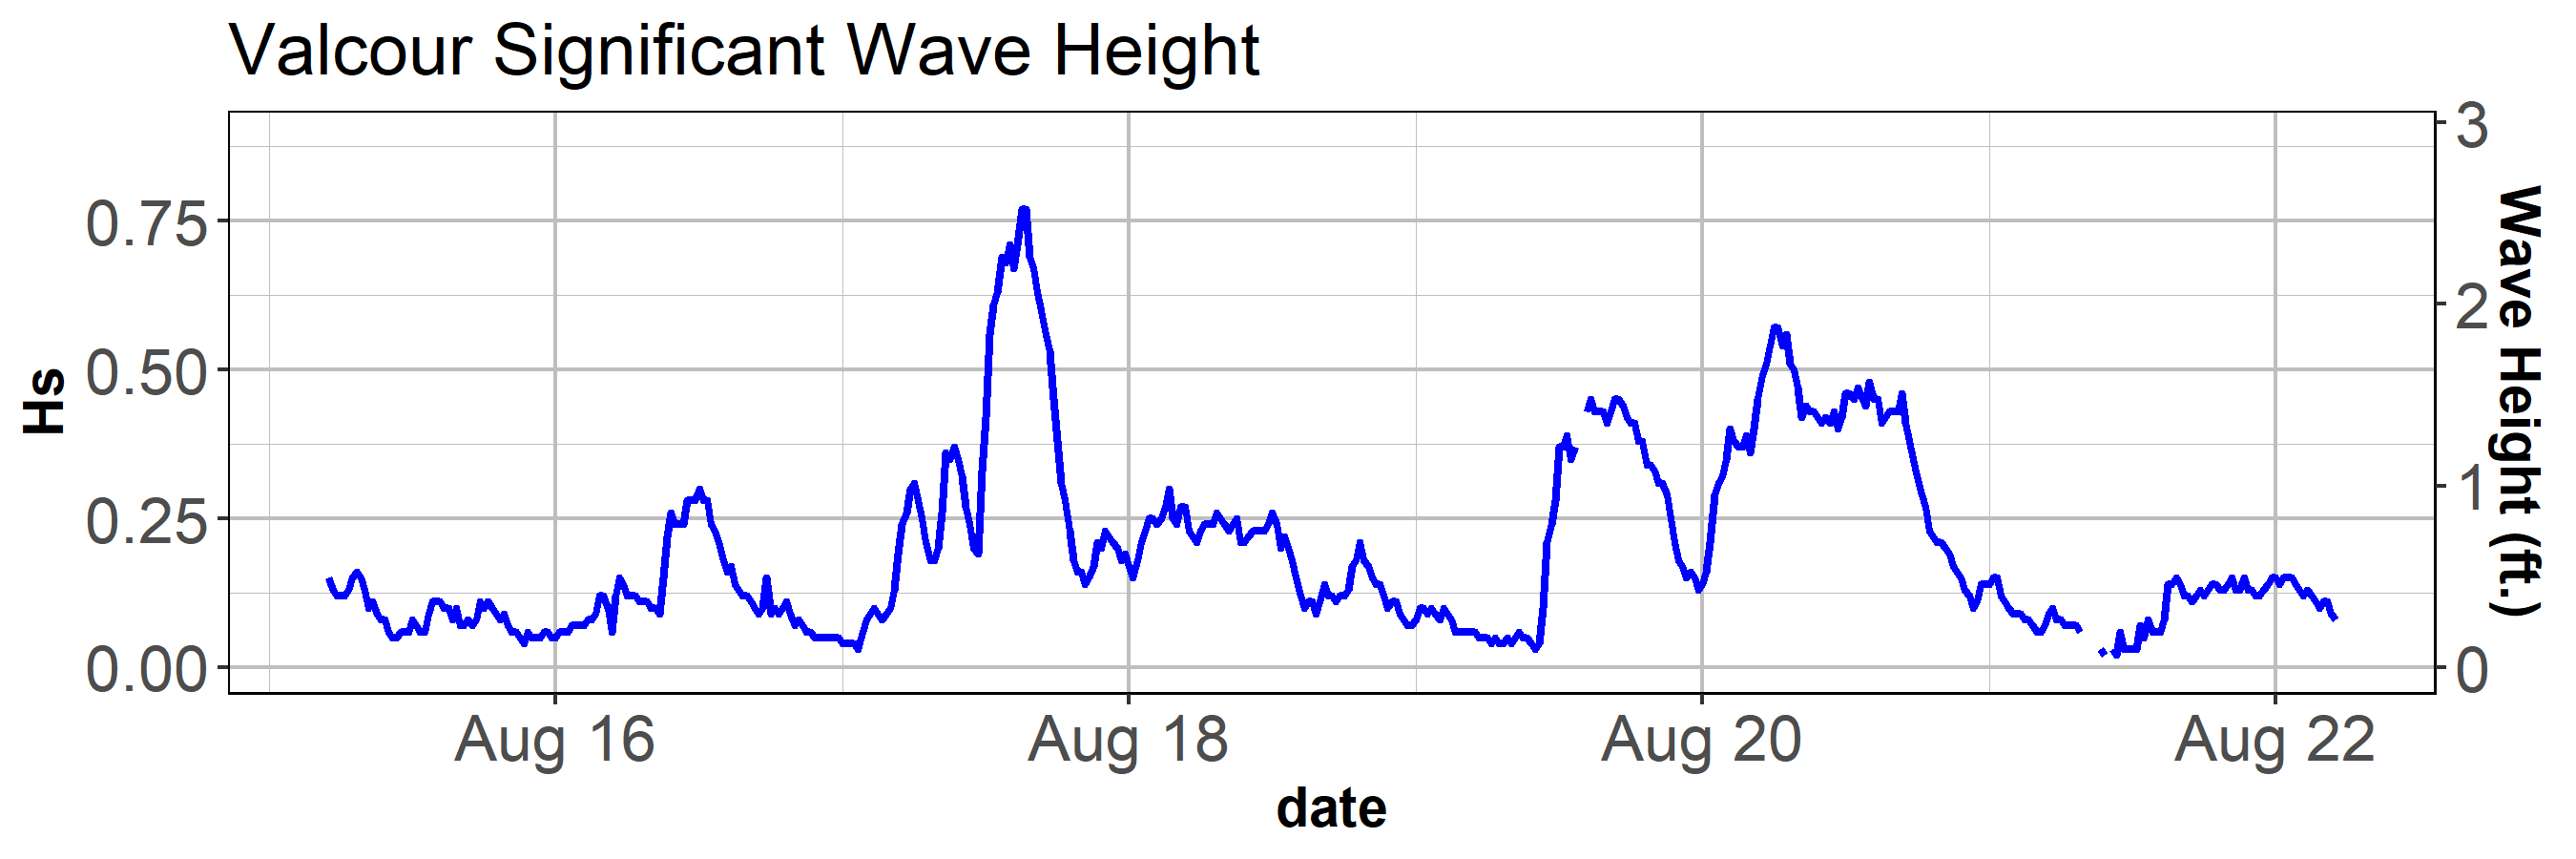 Valcour Significant Wave Height
Hs
0.75
0.50
0.25
0.00
3
2
1
0
Wave Height (ft.)
Aug 16
Aug 18
Aug 20
Aug 22
date